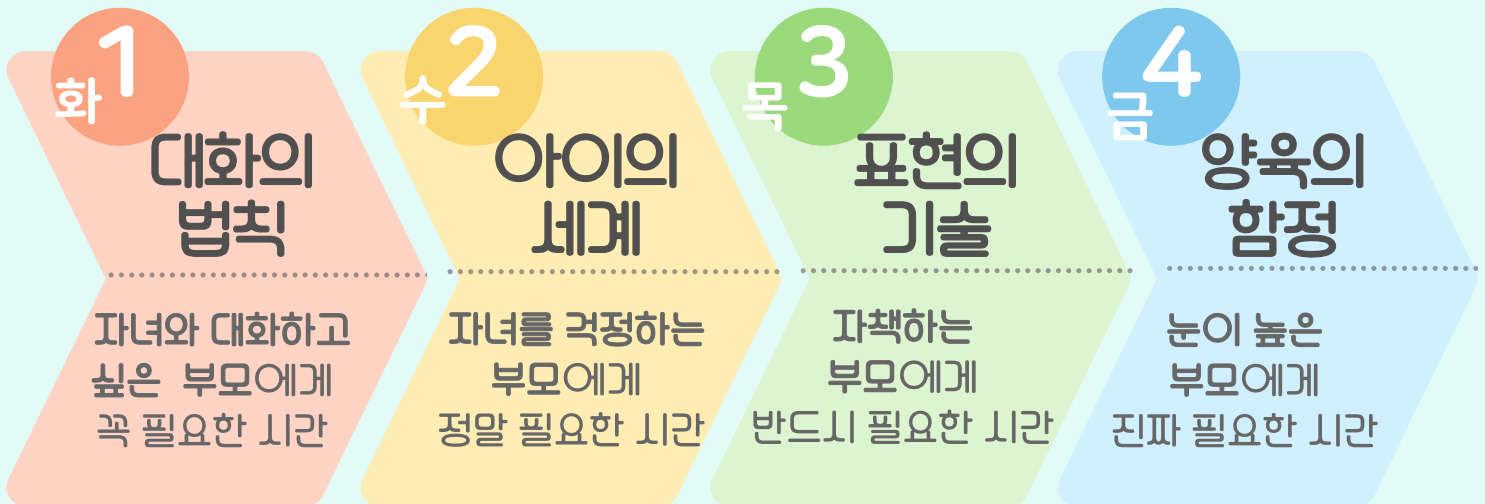 화 1
대화의
법칙
자녀와 대화하고
싶은 부모에게
꼭 필요한 시간
수 2
아이의
세계
자녀를 걱정하는
부모에게
정말 필요한 시간
목 3
표현의
기술
자책하는
부모에게
반드시 필요한 시간
금 4
양육의
함정
눈이 높은
부모에게
진짜 필요한 시간